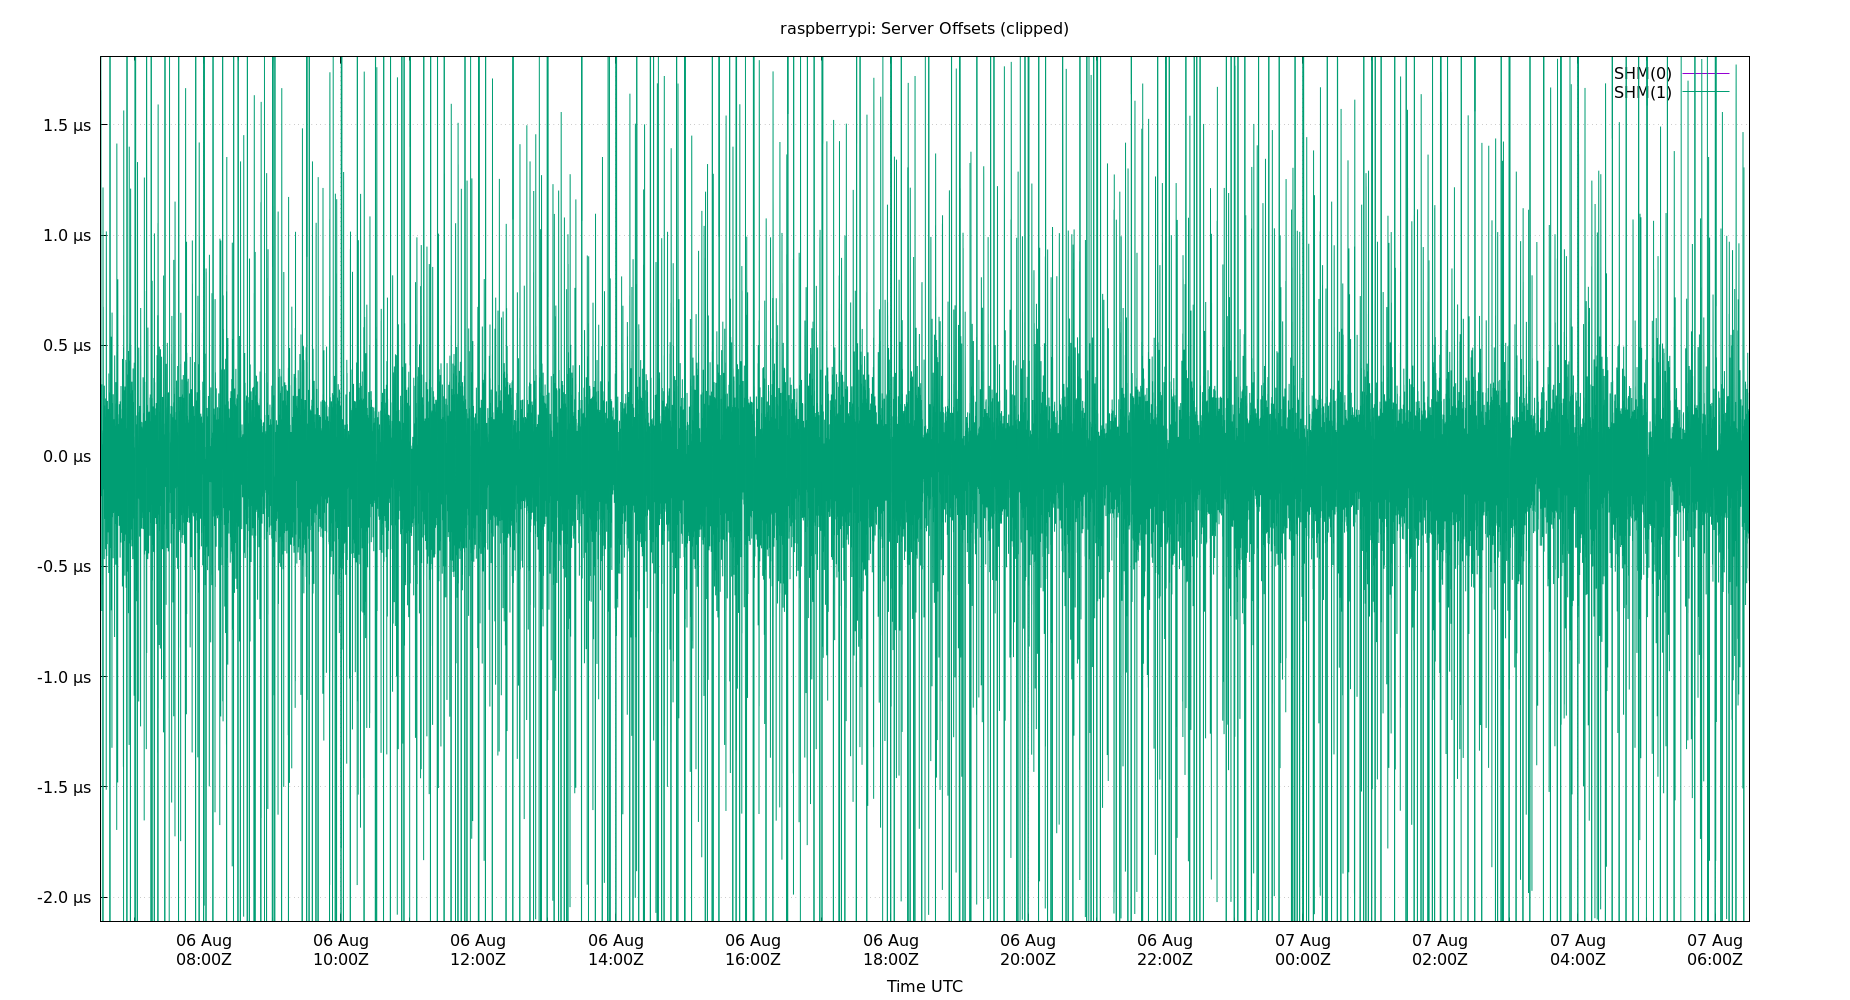 raspberrypi: Server Offsets (clipped)
SHM(0)
SHM(1)
1.5 µs
1.0 µs
0.5 µs
0.0 µs
-0.5 µs
-1.0 µs
-1.5 µs
-2.0 µs
06 Aug 06 Aug 06 Aug 06 Aug 06 Aug 06 Aug 06 Aug 06 Aug 07 Aug 07 Aug 07 Aug 07 Aug
08:00Z 10:00Z 12:00Z 14:00Z 16:00Z 18:00Z 20:00Z 22:00Z 00:00Z 02:00Z 04:00Z 06:00Z
Time UTC